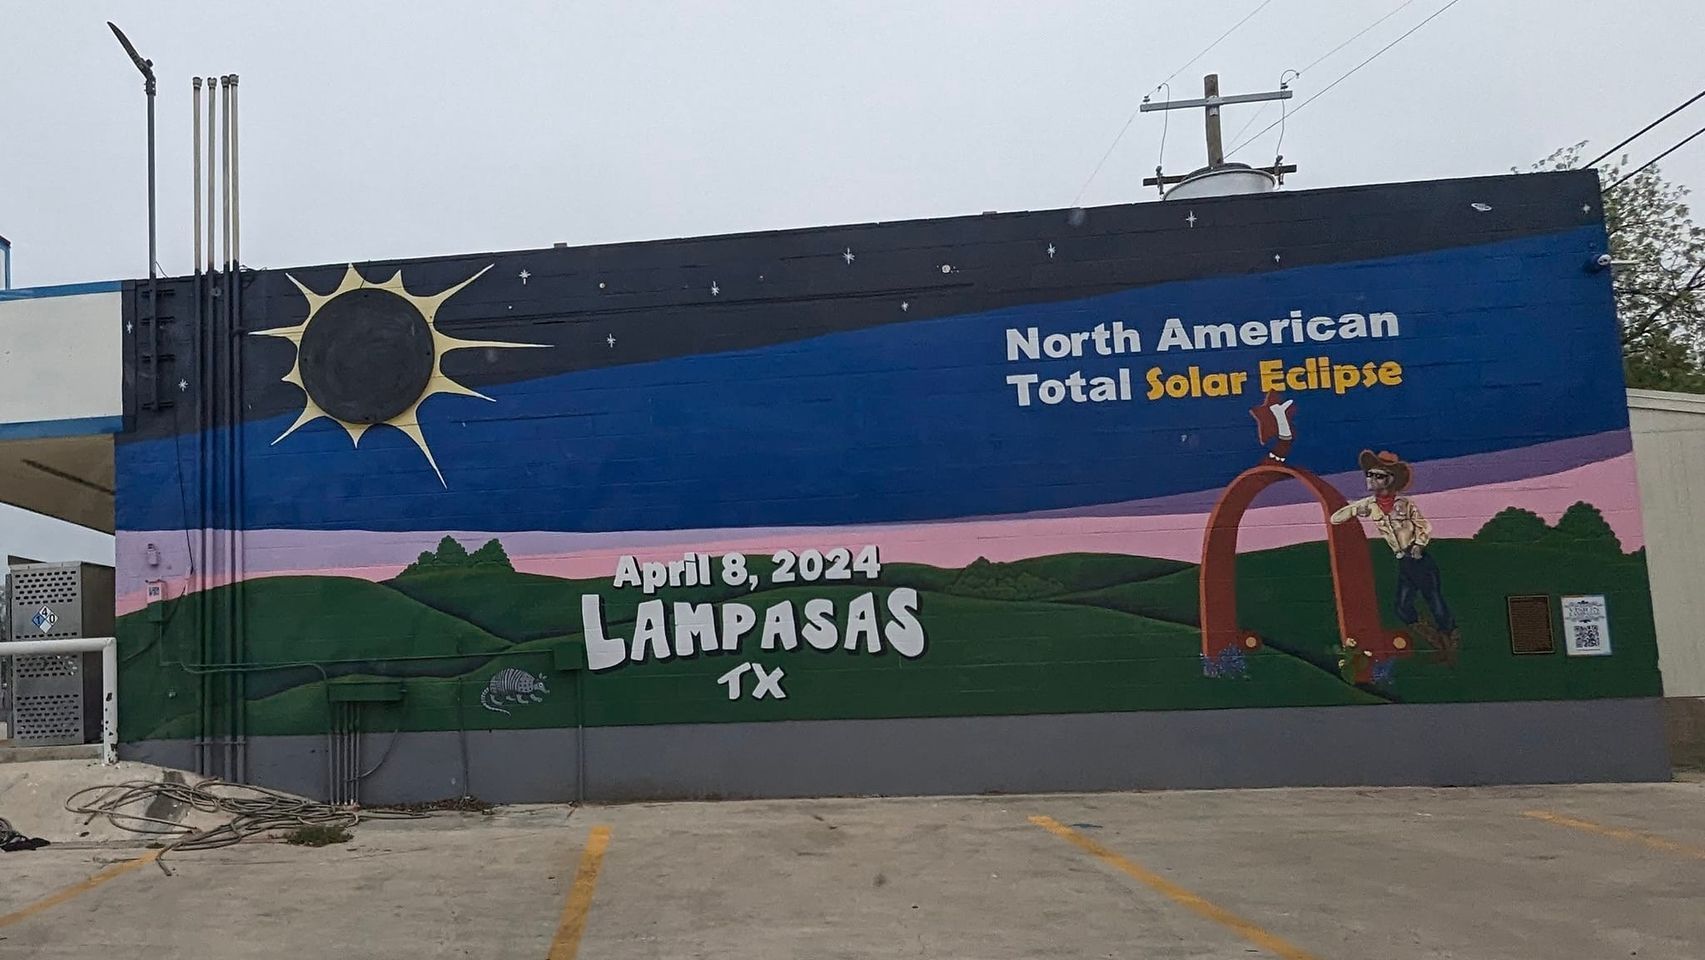 North American
Total Solar Eclipse
April 8, 2024
LAMPASAS
TX